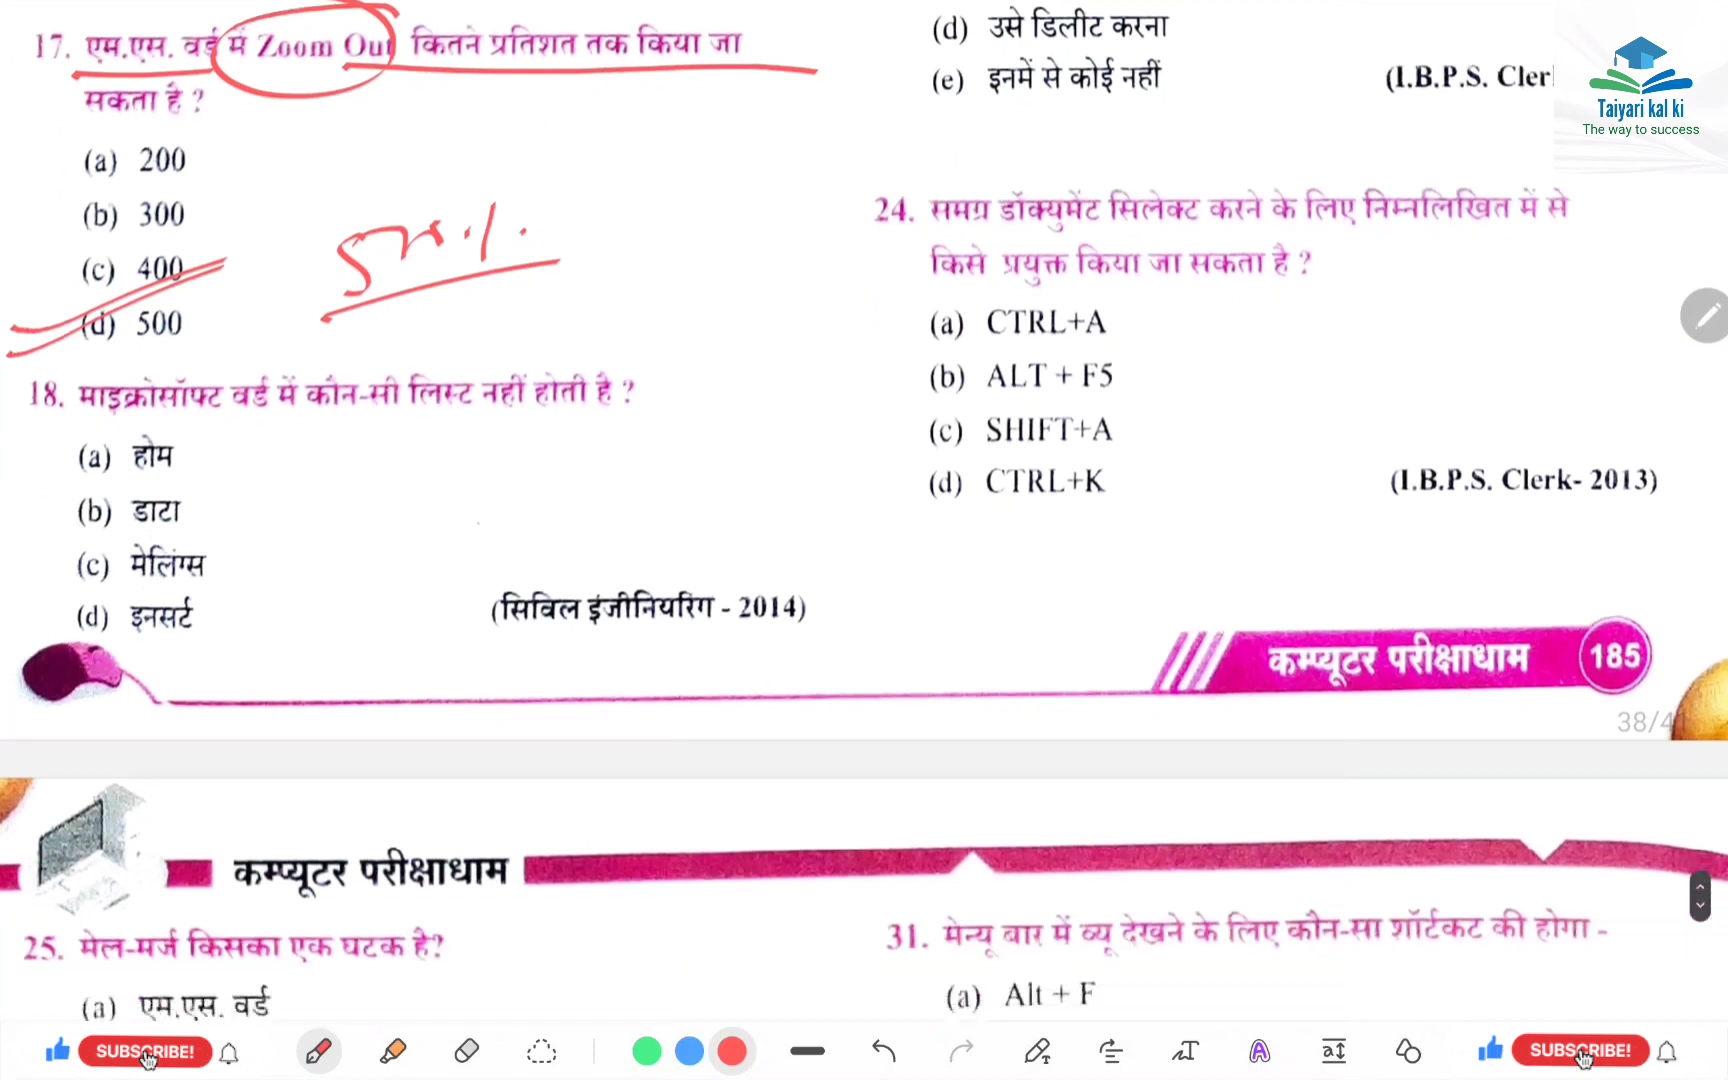 17. एम.एस. वर्ड में Zoom Out कितने प्रतिशत तक किया जा
सकता है ?
(a) 200
(b) 300
(c) 400
(d) 500
18. माइक्रोसॉफ्ट वर्ड में कौन-सी लिस्ट नहीं होती है ?
(a) होम
(b) डाटा
(c) मेलिंग्स
(d) इनसर्ट
(सिविल इंजीनियरिंग - 2014)
(d) उसे डिलीट करना
(e) इनमें से कोई नहीं
(I.B.P.S. Cler
Taiyari kal ki
The way to success
24. समग्र डॉक्युमेंट सिलेक्ट करने के लिए निम्नलिखित में से
किसे प्रयुक्त किया जा सकता है ?
(a) CTRL+A
(b) ALT + F5
(c) SHIFT+A
(d) CTRL+K
(I.B.P.S. Clerk- 2013)
कम्प्यूटर परीक्षाधाम 185
38/41
कम्प्यूटर परीक्षाधाम
25. मेल-मर्ज किसका एक घटक है?
(a) एम.एस. वर्ड
31. मेन्यू बार में व्यू देखने के लिए कौन-सा शॉर्टकट की होगा -
(a) Alt + F
SUBSCRIBE!
SUBSCRIBE!